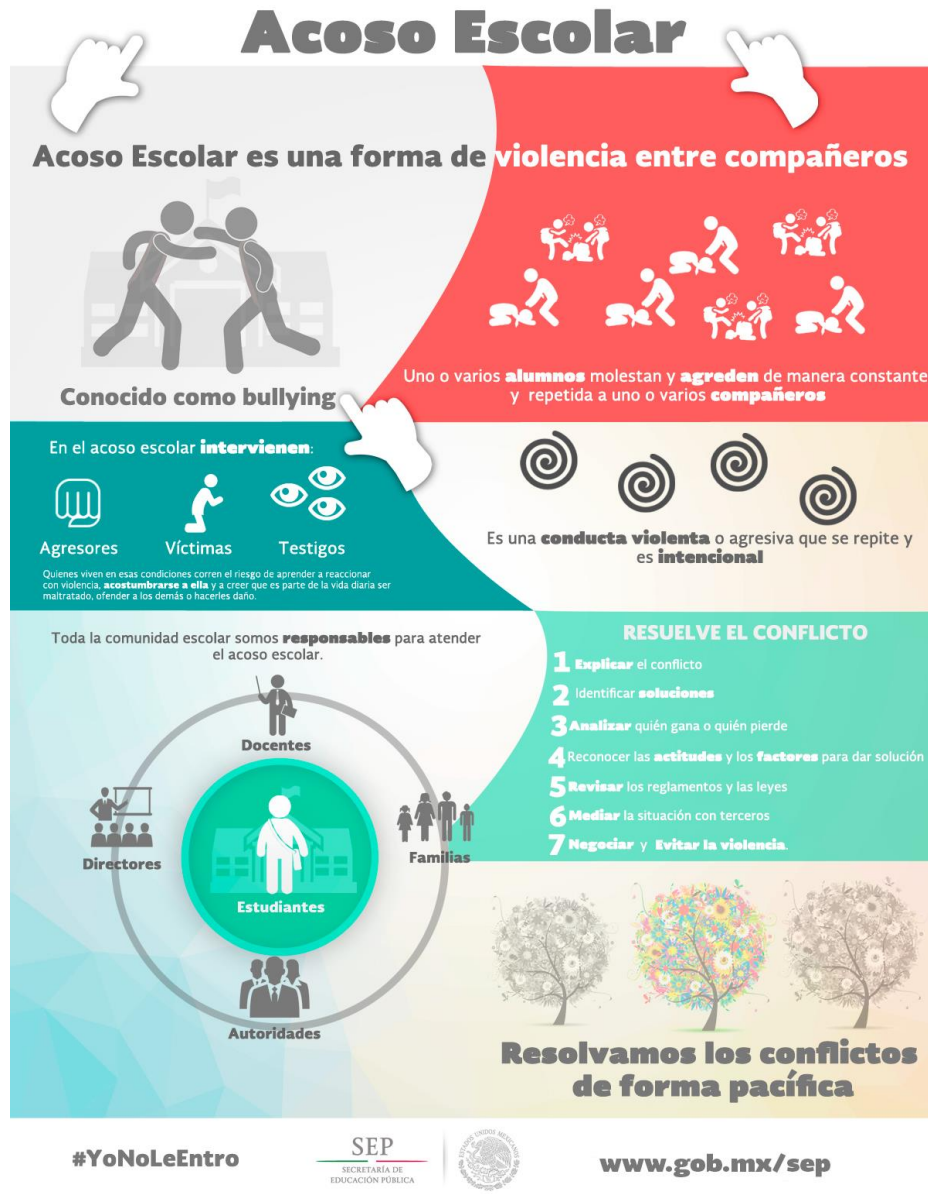 Acoso Escolar
Acoso Escolar es una forma de violencia entre compañeros
Conocido como bullying
Uno o varios alumnos molestan y agreden de manera constante
y repetida a uno o varios compañeros
En el acoso escolar intervienen:
Agresores
Víctimas
Testigos
Quienes viven en esas condiciones corren el riesgo de aprender a reaccionar
con violencia, acostumbrarse a ella y a creer que es parte de la vida diaria ser
maltratado, ofender a los demás o hacerles daño.
Es una conducta violenta o agresiva que se repite y
es intencional
Toda la comunidad escolar somos responsables para atender
el acoso escolar.
Docentes
Directores
Familias
Estudiantes
Autoridades
RESUELVE EL CONFLICTO
1 Explicar el conflicto
2 Identificar soluciones
3 Analizar quién gana o quién pierde
4 Reconocer las actitudes y los factores para dar solución
5 Revisar los reglamentos y las leyes
6 Mediar la situación con terceros
7 Negociar y Evitar la violencia.
Resolvamos los conflictos
de forma pacífica
#YoNoLeEntro
SEP
SECRETARÍA DE
EDUCACIÓN PÚBLICA
ESTADOS UNIDOS MEXICANOS
www.gob.mx/sep